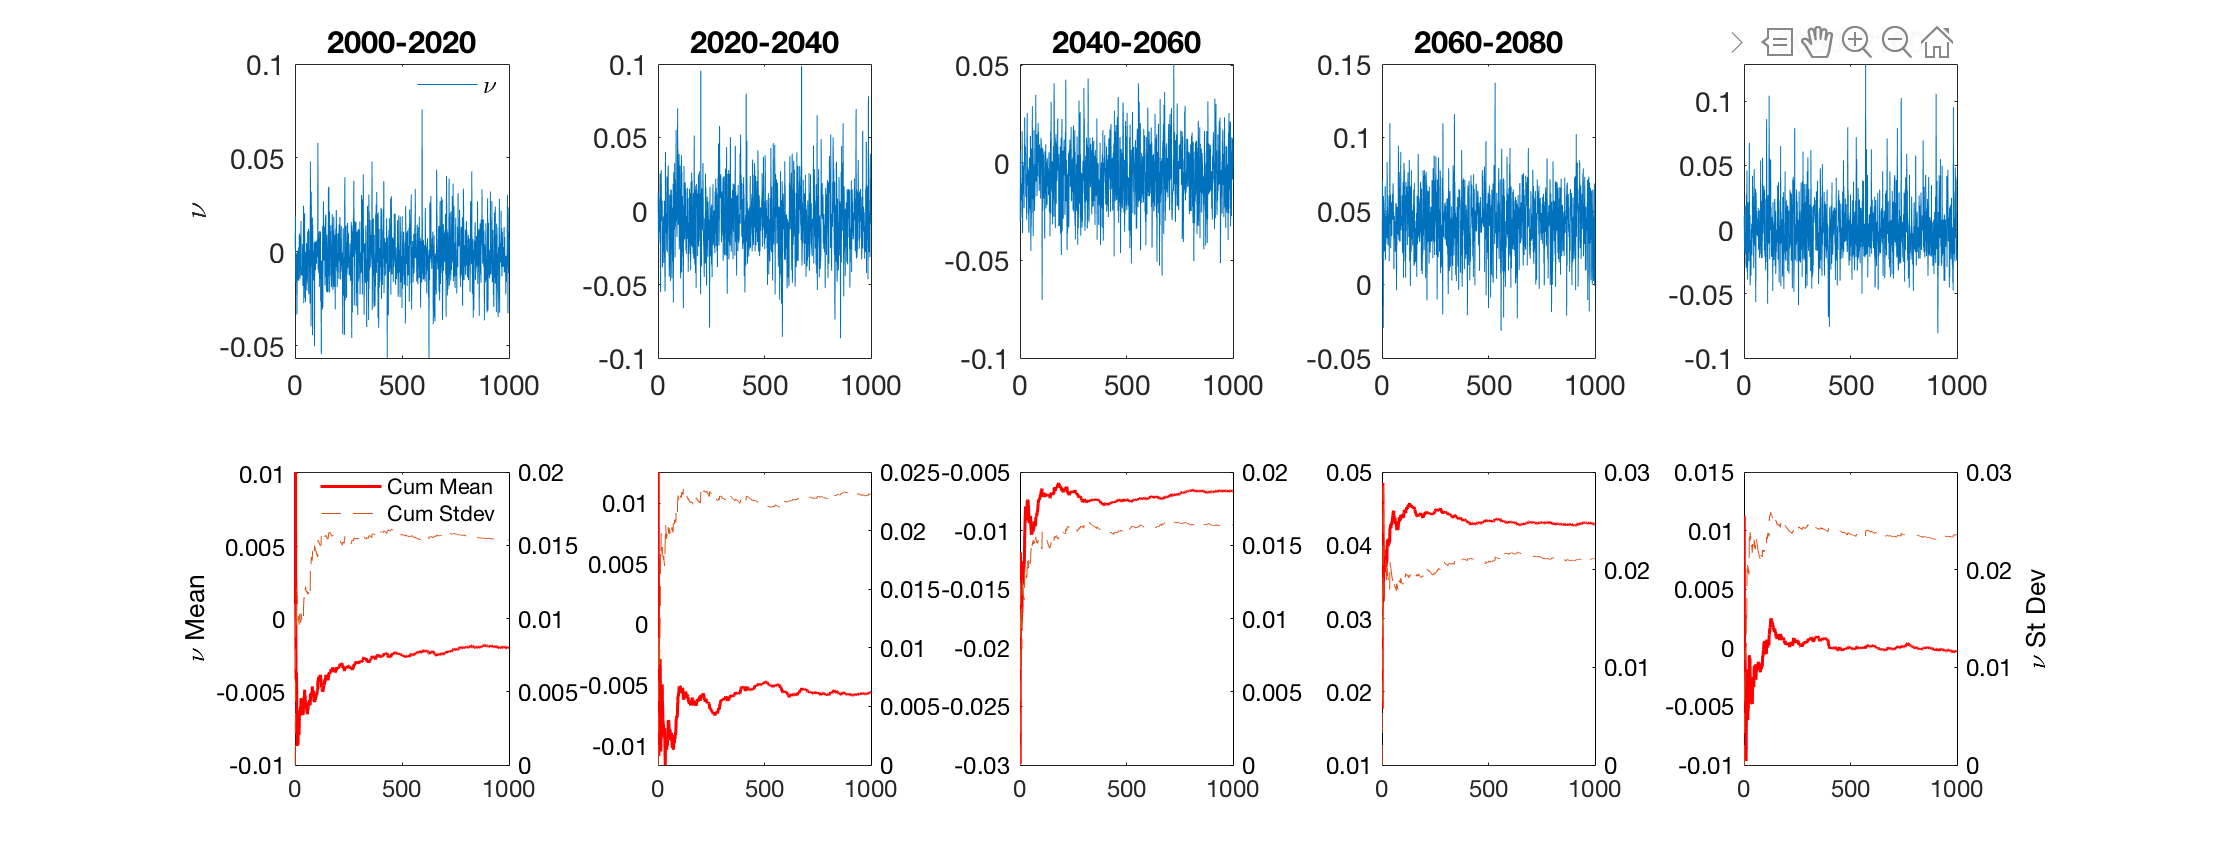 2000-2020 2020-2040 2040-2060 2060-2080
0.1 0.1 0.05 0.15
ν
0.1
0.05 0.05 0.1
0.05
0 0 0 0.05
0
ν
-0.05 -0.05 -0.05 0 -0.05
-0.1 -0.1 -0.05 -0.1
0 500 1000 0 500 1000 0 500 1000 0 500 1000 0 500 1000
0.01 0.02 0.025 -0.005 0.02 0.05 0.03 0.015 0.03
Cum Mean
Cum Stdev
0.01 0.02 -0.01 0.01
0.005 0.015 0.015 0.04
0.005 0.015 -0.015 0.02 0.005 0.02
0 0.01 0 0.01 -0.02 0.01 0.03 0
ν Mean
ν St Dev
0.01 0.01
-0.005 0.005 -0.005 0.005 -0.025 0.005 0.02 -0.005
-0.01
-0.01 0 0 -0.03 0 0.01 0 -0.01 0
0 500 1000 0 500 1000 0 500 1000 0 500 1000 0 500 1000